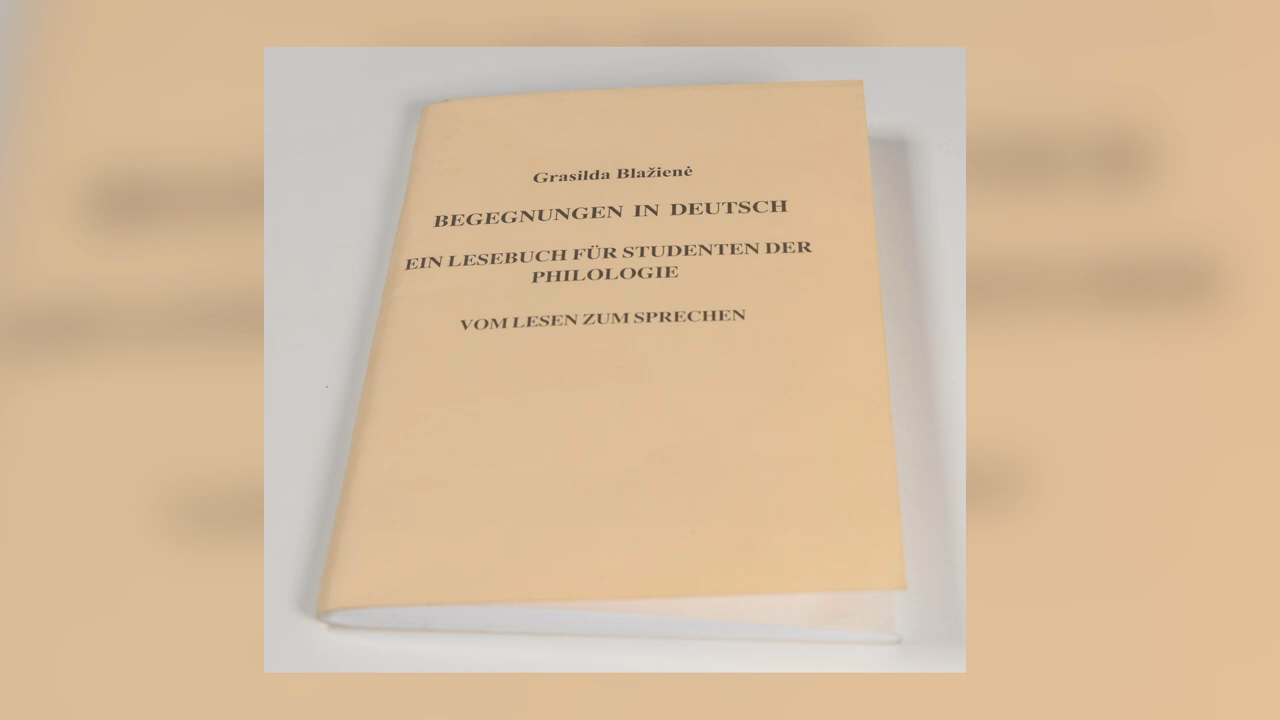 Grasilda Blažienė
BEGEGNUNGEN IN DEUTSCH
EIN LESEBUCH FÜR STUDENTEN DER
PHILOLOGIE
VOM LESEN ZUM SPRECHEN